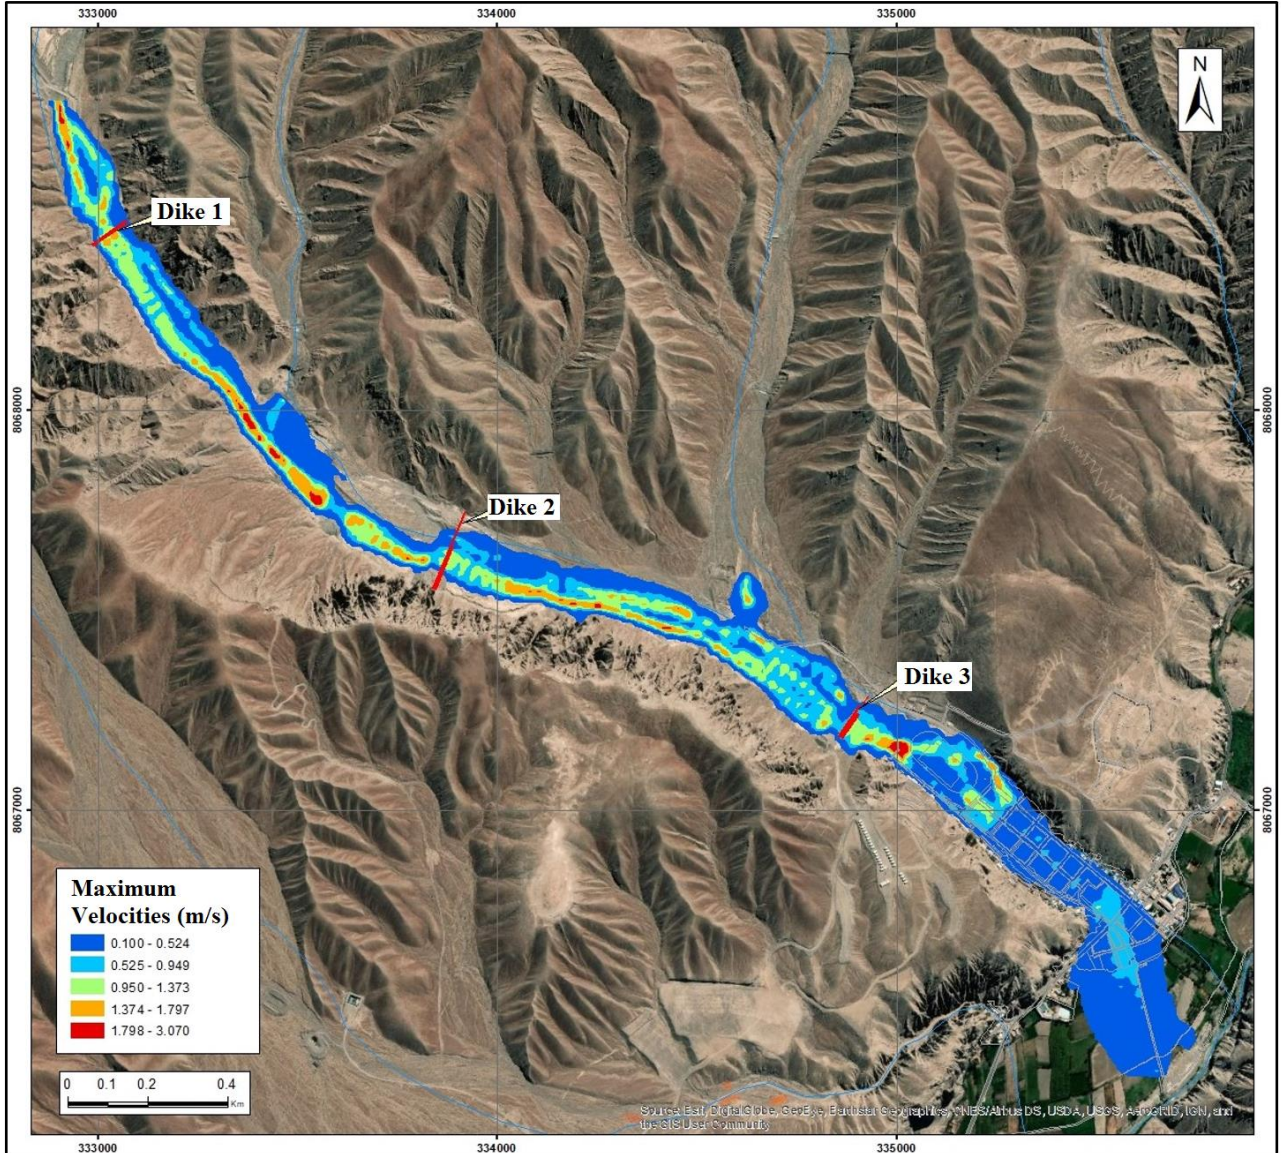 333000 334000 335000
N
Dike 1
8068000 8068000
Dike 2
Dike 3
8067000 8067000
Maximum
Velocities (m/s)
0.100 - 0.524
0.525 - 0.949
0.950 - 1.373
1.374 - 1.797
1.798 - 3.070
0 0.1 0.2 0.4
Km
Source: Esri, DigitalGlobe, GeoEye, Earthstar Geographics, CNES/Airbus DS, USDA, USGS, AeroGRID, IGN, and
the GIS User Community
333000 334000 335000